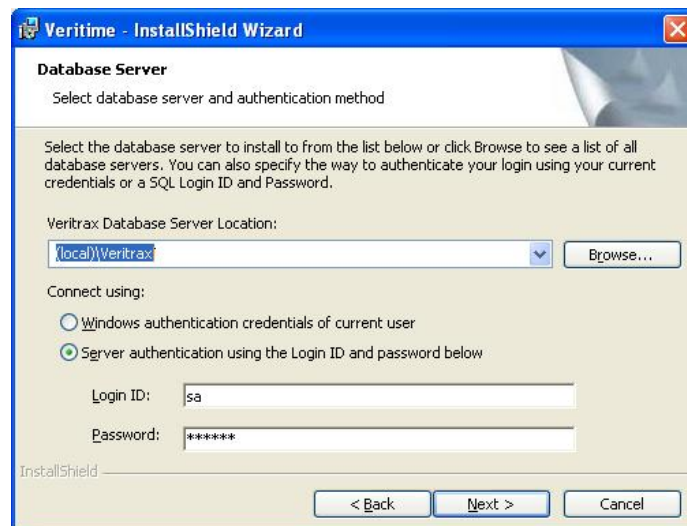 Veritime - InstallShield Wizard
Database Server
Select database server and authentication method
Select the database server to install to from the list below or click Browse to see a list of all
database servers. You can also specify the way to authenticate your login using your current
credentials or a SQL Login ID and Password.
Veritrax Database Server Location:
(local)\Veritrax
Browse...
Connect using:
Windows authentication credentials of current user
Server authentication using the Login ID and password below
Login ID: sa
Password: ******
InstallShield
< Back Next > Cancel